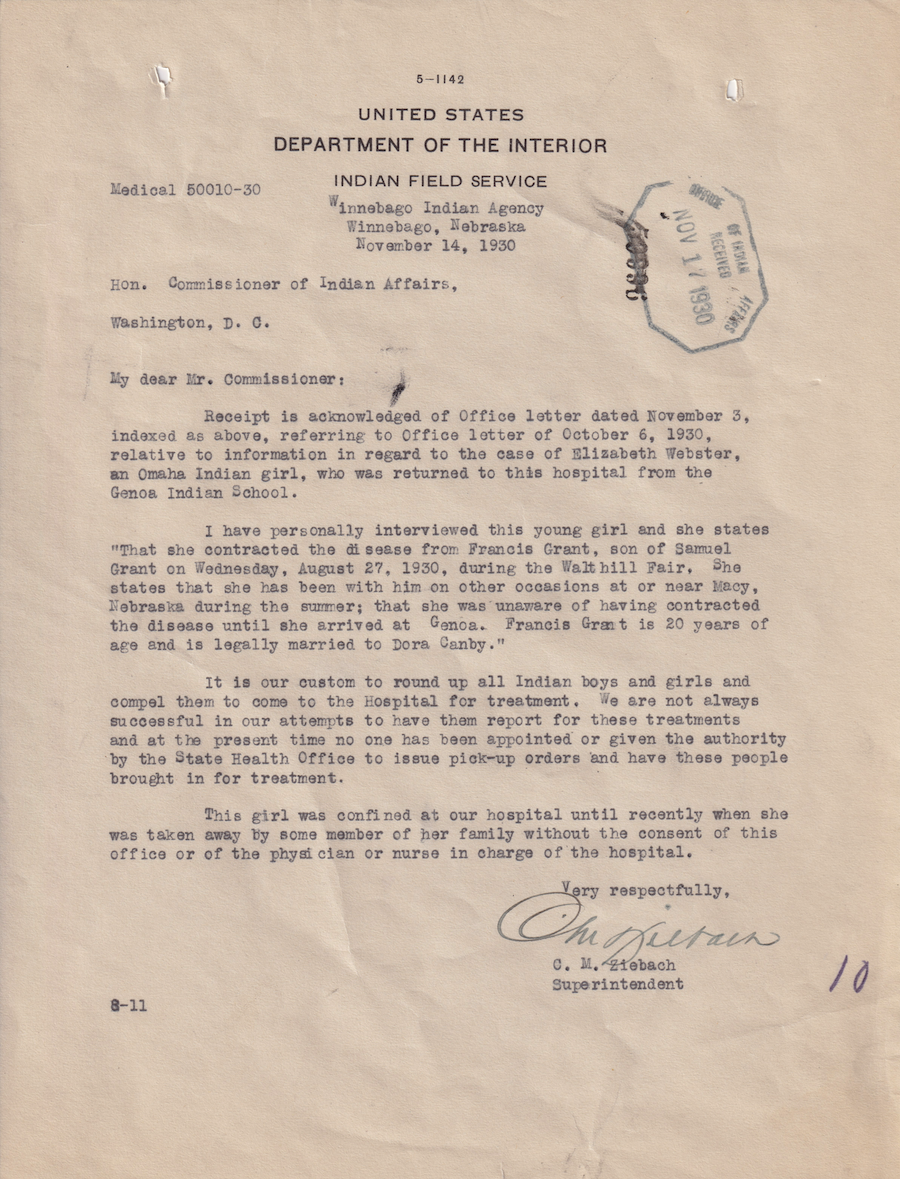 5-1142
UNITED STATES
DEPARTMENT OF THE INTERIOR
INDIAN FIELD SERVICE
Medical 50010-30
Winnebago Indian Agency
Winnebago, Nebraska
November 14, 1930
OFFICE OF INDIAN AFFAIRS
RECEIVED
NOV 17 1930
Hon. Commissioner of Indian Affairs,
Washington, D. C.
My dear Mr. Commissioner:
Receipt is acknowledged of Office letter dated November 3,
indexed as above, referring to Office letter of October 6, 1930,
relative to information in regard to the case of Elizabeth Webster,
an Omaha Indian girl, who was returned to this hospital from the
Genoa Indian School.
I have personally interviewed this young girl and she states
"That she contracted the disease from Francis Grant, son of Samuel
Grant on Wednesday, August 27, 1930, during the Walthill Fair. She
states that she has been with him on other occasions at or near Macy,
Nebraska during the summer; that she was unaware of having contracted
the disease until she arrived at Genoa. Francis Grant is 20 years of
age and is legally married to Dora Canby."
It is our custom to round up all Indian boys and girls and
compel them to come to the Hospital for treatment. We are not always
successful in our attempts to have them report for these treatments
and at the present time no one has been appointed or given the authority
by the State Health Office to issue pick-up orders and have these people
brought in for treatment.
This girl was confined at our hospital until recently when she
was taken away by some member of her family without the consent of this
office or of the physician or nurse in charge of the hospital.
Very respectfully,
C. M. Ziebach
C. M. Ziebach
Superintendent
10
8-11